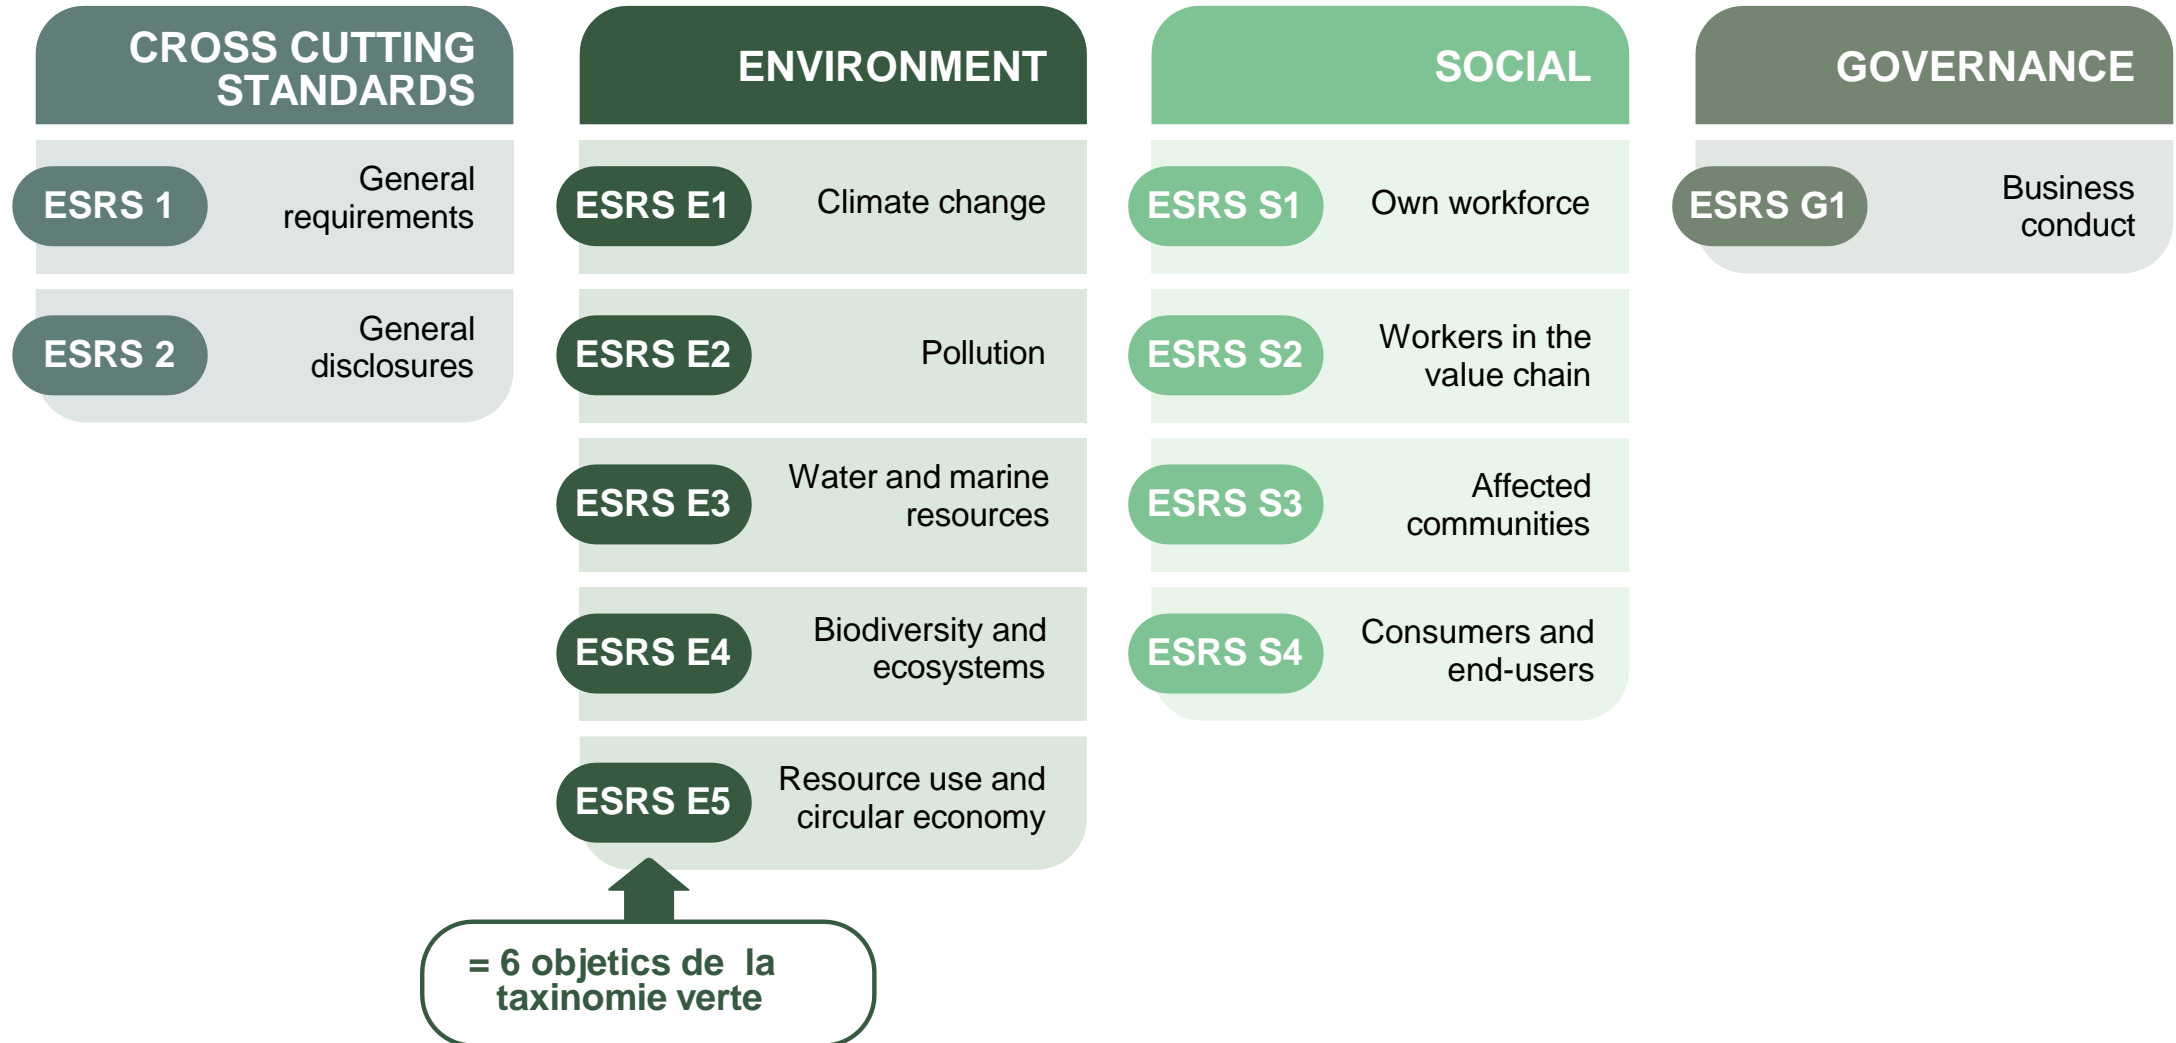 CROSS CUTTING
STANDARDS
ESRS 1
General
requirements
ESRS 2
General
disclosures
ENVIRONMENT
ESRS E1
Climate change
ESRS E2
Pollution
ESRS E3
Water and marine
resources
ESRS E4
Biodiversity and
ecosystems
ESRS E5
Resource use and
circular economy
= 6 objetics de  la
taxinomie verte
SOCIAL
ESRS S1
Own workforce
ESRS S2
Workers in the
value chain
ESRS S3
Affected
communities
ESRS S4
Consumers and
end-users
GOVERNANCE
ESRS G1
Business
conduct